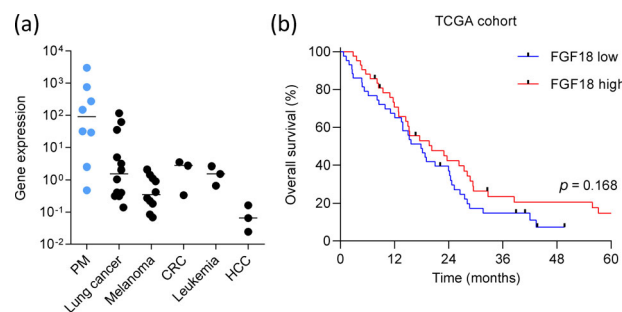 (a)
Gene expression
10⁴
10³
10²
10¹
10⁰
10⁻¹
10⁻²
PM
Lung cancer
Melanoma
CRC
Leukemia
HCC
(b)
TCGA cohort
FGF18 low
FGF18 high
Overall survival (%)
100
80
60
40
20
0
p = 0.168
0 12 24 36 48 60
Time (months)